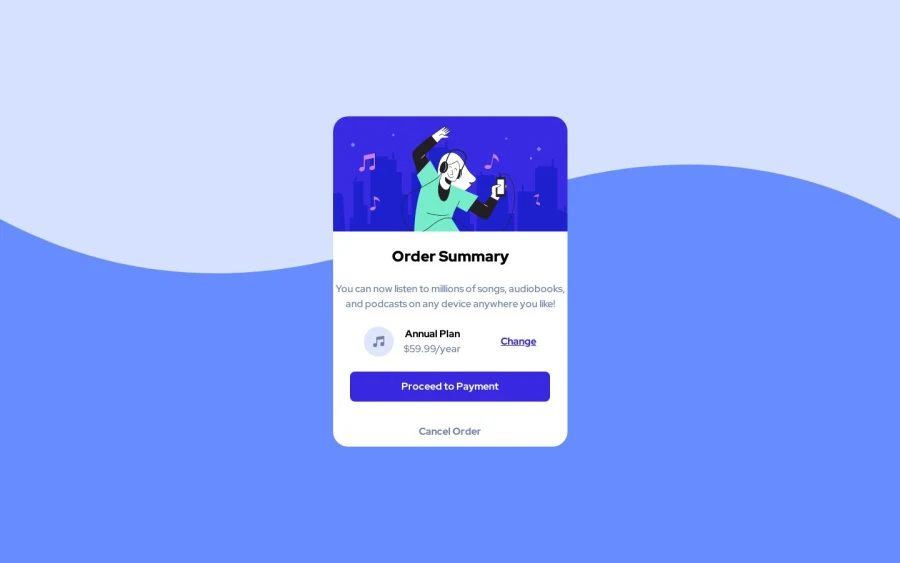 Order Summary
You can now listen to millions of songs, audiobooks,
and podcasts on any device anywhere you like!
Annual Plan
$59.99/year
Change
Proceed to Payment
Cancel Order